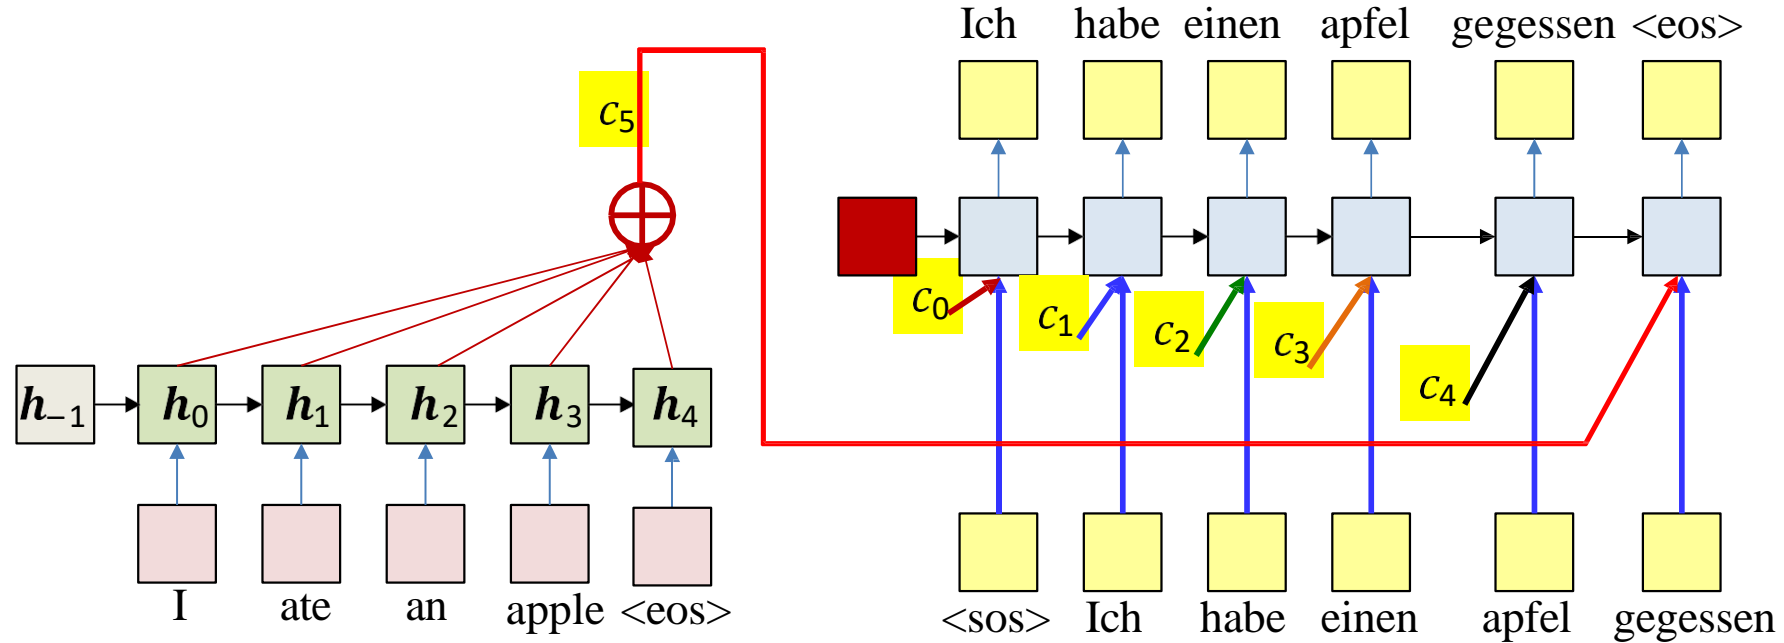 Ich habe einen apfel gegessen <eos>
c₅
c₀ c₁ c₂ c₃ c₄
h₋₁ h₀ h₁ h₂ h₃ h₄
I ate an apple <eos>
<sos> Ich habe einen apfel gegessen